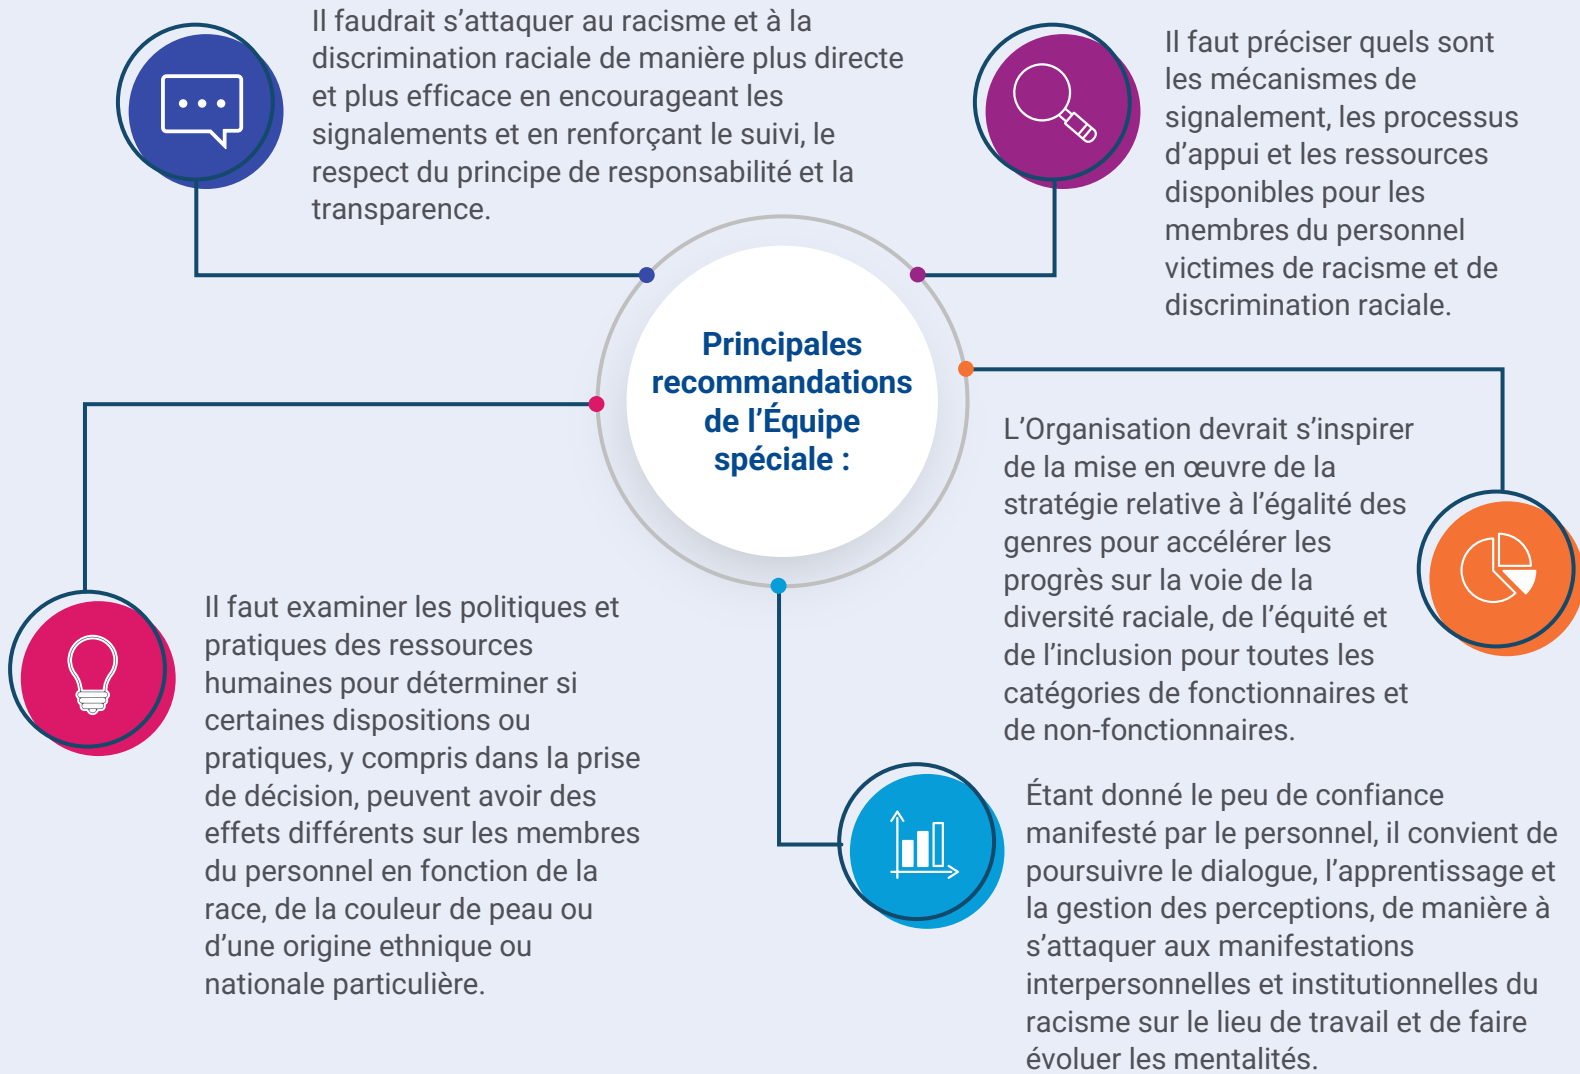 Il faudrait s’attaquer au racisme et à la
discrimination raciale de manière plus directe
et plus efficace en encourageant les
signalements et en renforçant le suivi, le
respect du principe de responsabilité et la
transparence.
Il faut préciser quels sont
les mécanismes de
signalement, les processus
d’appui et les ressources
disponibles pour les
membres du personnel
victimes de racisme et de
discrimination raciale.
Principales
recommandations
de l’Équipe
spéciale :
L’Organisation devrait s’inspirer
de la mise en œuvre de la
stratégie relative à l’égalité des
genres pour accélérer les
progrès sur la voie de la
diversité raciale, de l’équité et
de l’inclusion pour toutes les
catégories de fonctionnaires et
de non-fonctionnaires.
Il faut examiner les politiques et
pratiques des ressources
humaines pour déterminer si
certaines dispositions ou
pratiques, y compris dans la prise
de décision, peuvent avoir des
effets différents sur les membres
du personnel en fonction de la
race, de la couleur de peau ou
d’une origine ethnique ou
nationale particulière.
Étant donné le peu de confiance
manifesté par le personnel, il convient de
poursuivre le dialogue, l’apprentissage et
la gestion des perceptions, de manière à
s’attaquer aux manifestations
interpersonnelles et institutionnelles du
racisme sur le lieu de travail et de faire
évoluer les mentalités.